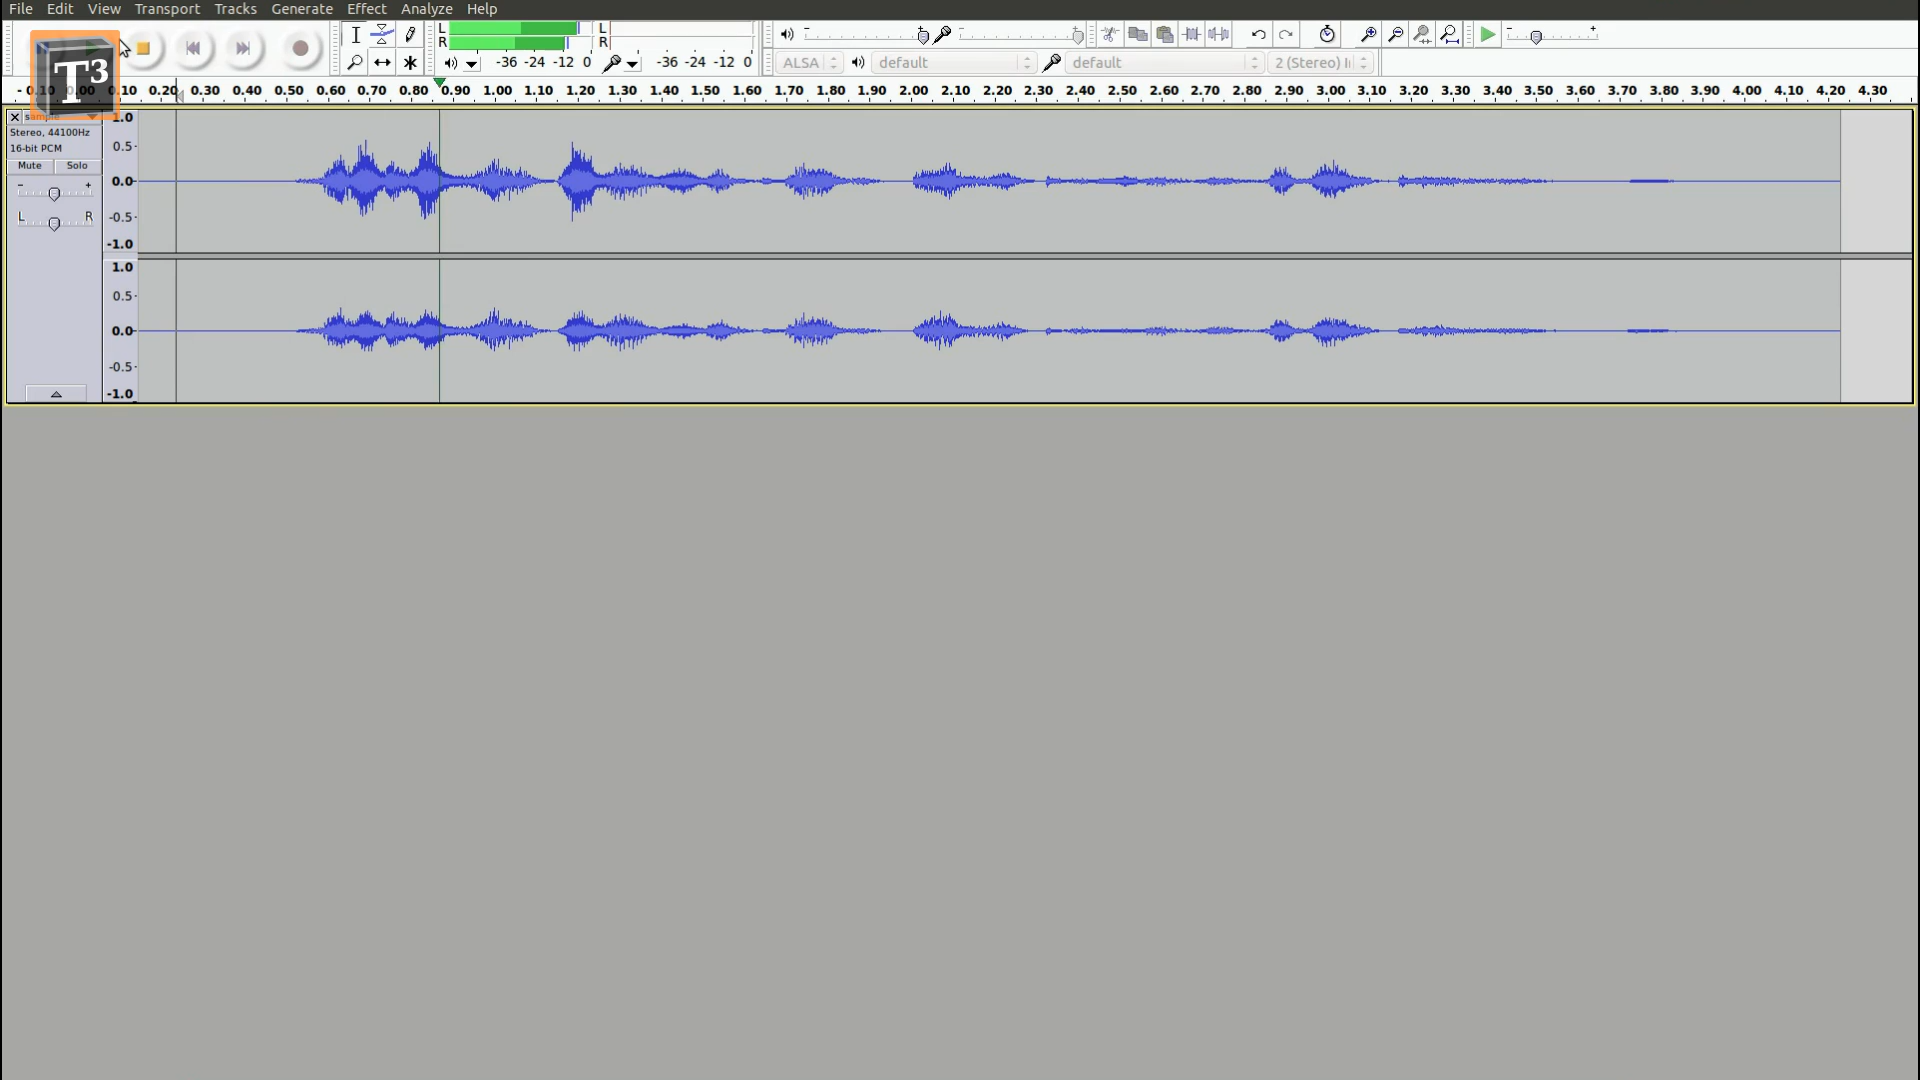 File Edit View Transport Tracks Generate Effect Analyze Help
T3
L
R
-36 -24 -12 0
L
R
-36 -24 -12 0
ALSA default default 2 (Stereo)
- 0.10 0.00 0.10 0.20 0.30 0.40 0.50 0.60 0.70 0.80 0.90 1.00 1.10 1.20 1.30 1.40 1.50 1.60 1.70 1.80 1.90 2.00 2.10 2.20 2.30 2.40 2.50 2.60 2.70 2.80 2.90 3.00 3.10 3.20 3.30 3.40 3.50 3.60 3.70 3.80 3.90 4.00 4.10 4.20 4.30
Stereo, 44100Hz
16-bit PCM
Mute Solo
- +
L R
1.0
0.5
0.0
-0.5
-1.0
1.0
0.5
0.0
-0.5
-1.0